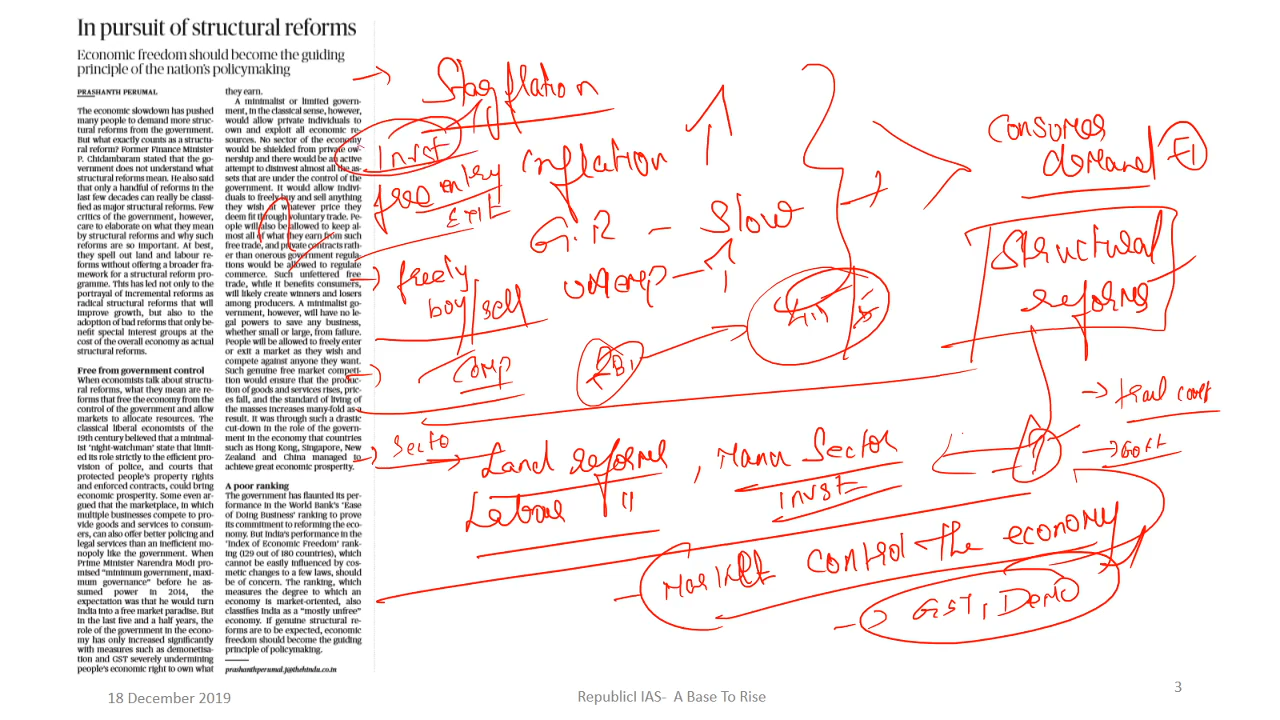 In pursuit of structural reforms
Economic freedom should become the guiding
principle of the nation's policymaking
PRASHANTH PERUMAL
The economic slowdown has pushed
many people to demand more struc-
tural reforms from the government.
But what exactly counts as a structu-
ral reform? Former Finance Minister
P. Chidambaram stated that the go-
vernment does not understand what
structural reforms mean. He also said
that only a handful of reforms in the
last few decades can really be classi-
fied as major structural reforms. Few
critics of the government, however,
care to elaborate on what they mean
by structural reforms and why such
reforms are so important. At best,
they spell out land and labour re-
forms without offering a broader fra-
mework for a structural reform pro-
gramme. This has led not only to the
portrayal of incremental reforms as
radical structural reforms that will
improve growth, but also to the
adoption of bad reforms that only be-
nefit special interest groups at the
cost of the overall economy as actual
structural reforms.
Free from government control
When economists talk about structu-
ral reforms, what they mean are re-
forms that free the economy from the
control of the government and allow
markets to allocate resources. The
classical liberal economists of the
19th century believed that a minimal-
ist 'night-watchman' state that limit-
ed its role strictly to the efficient pro-
vision of police, and courts that
protected people's property rights
and enforced contracts, could bring
economic prosperity. Some even ar-
gued that the marketplace, in which
multiple businesses compete to pro-
vide goods and services to consum-
ers, can also offer better policing and
legal services than an inefficient mo-
nopoly like the government. When
Prime Minister Narendra Modi pro-
mised "minimum government, maxi-
mum governance" before he as-
sumed power in 2014, the
expectation was that he would turn
India into a free market paradise. But
in the last five and a half years, the
role of the government in the econo-
my has only increased significantly
with measures such as demonetisa-
tion and GST severely undermining
people's economic right to own what
they earn.
A minimalist or limited govern-
ment, in the classical sense, however,
would allow private individuals to
own and exploit all economic re-
sources. No sector of the economy
would be shielded from private ow-
nership and there would be an active
attempt to disinvest almost all the as-
sets that are under the control of the
government. It would allow indivi-
duals to freely buy and sell anything
they wish at whatever price they
deem fit through voluntary trade. Pe-
ople will also be allowed to keep al-
most all of what they earn from such
free trade, and private contracts rath-
er than onerous government regula-
tions would be allowed to regulate
commerce. Such unfettered free
trade, while it benefits consumers,
will likely create winners and losers
among producers. A minimalist go-
vernment, however, will have no le-
gal powers to save any business,
whether small or large, from failure.
People will be allowed to freely enter
or exit a market as they wish and
compete against anyone they want.
Such genuine free market competi-
tion would ensure that the produc-
tion of goods and services rises, pric-
es fall, and the standard of living of
the masses increases many-fold as a
result. It was through such a drastic
cut-down in the role of the govern-
ment in the economy that countries
such as Hong Kong, Singapore, New
Zealand and China managed to
achieve great economic prosperity.
A poor ranking
The government has flaunted its per-
formance in the World Bank's 'Ease
of Doing Business' ranking to prove
its commitment to reforming the eco-
nomy. But India's performance in the
'Index of Economic Freedom' rank-
ing (129 out of 180 countries), which
cannot be easily influenced by cos-
metic changes to a few laws, should
be of concern. The ranking, which
measures the degree to which an
economy is market-oriented, also
classifies India as a "mostly unfree"
economy. If genuine structural re-
forms are to be expected, economic
freedom should become the guiding
principle of policymaking.
prashanthperumal.j@thehindu.co.in
Stagflation
Invst
free entry
Exit
inflation
G.R - Slow
unemp -
freely
buy/sell
comp
RBI
Consumer
demand
Structural
reforms
Secto
Land reforms, Manu Sector
Labour "
invst
Govt
Market control the economy
GST, Demo
18 December 2019
RepublicI IAS- A Base To Rise
3